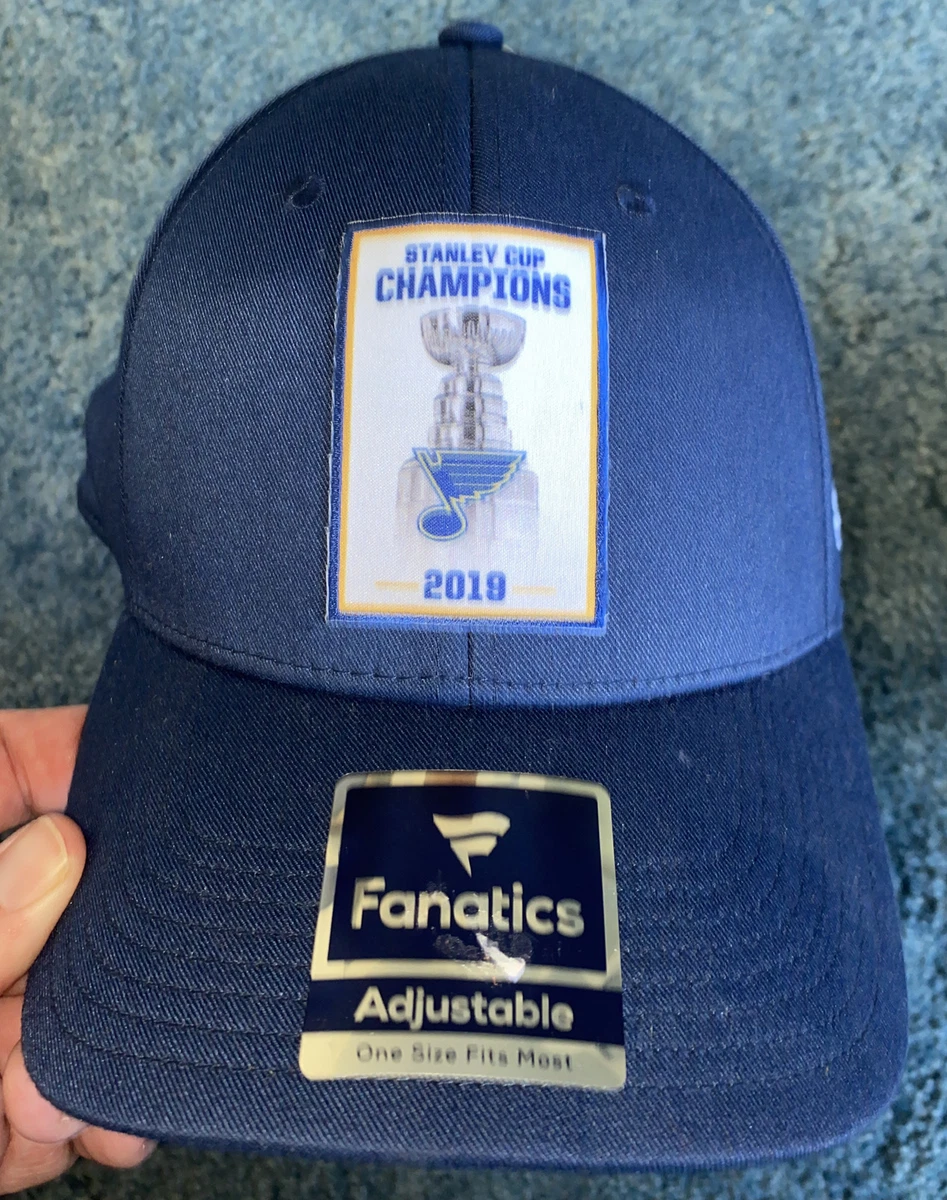 STANLEY CUP
CHAMPIONS
2019
Fanatics
Adjustable
One Size Fits Most